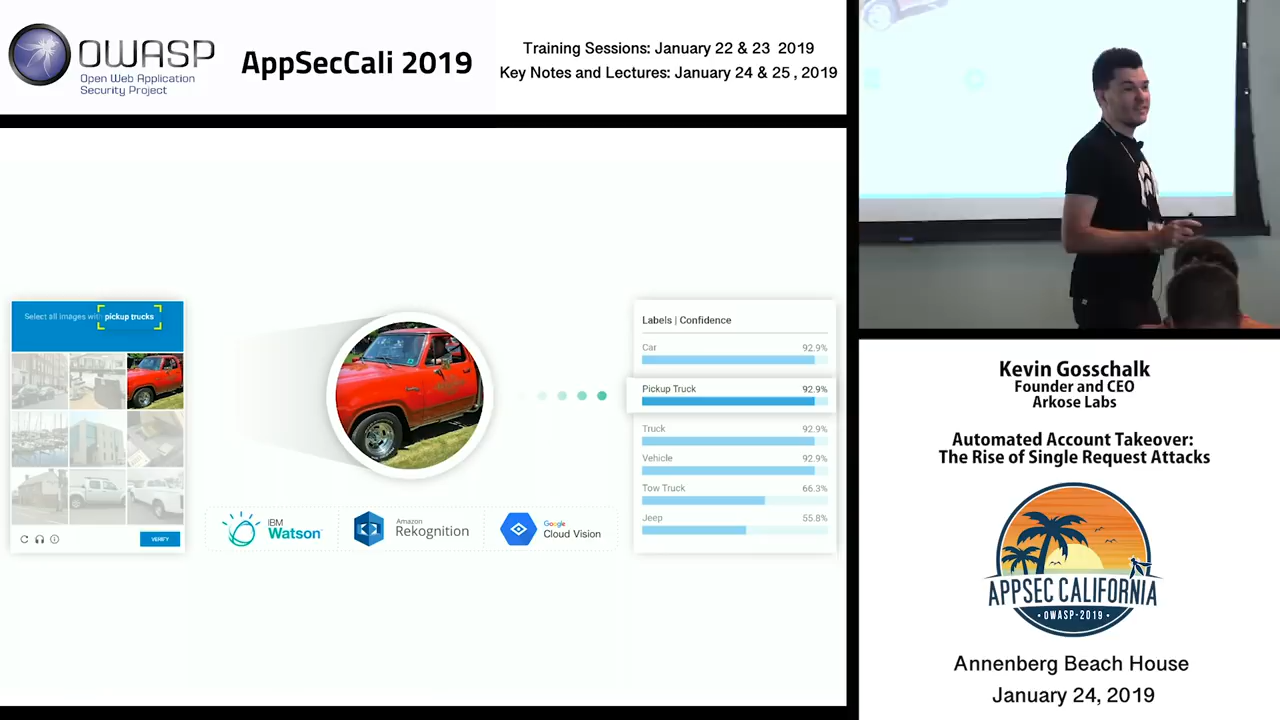 OWASP
Open Web Application
Security Project
AppSecCali 2019
Training Sessions: January 22 & 23 2019
Key Notes and Lectures: January 24 & 25 , 2019
Select all images with pickup trucks
VERIFY
IBM
Watson
Amazon
Rekognition
Google
Cloud Vision
Labels | Confidence
Car 92.9%
Pickup Truck 92.9%
Truck 92.9%
Vehicle 92.9%
Tow Truck 66.3%
Jeep 55.8%
Kevin Gosschalk
Founder and CEO
Arkose Labs
Automated Account Takeover:
The Rise of Single Request Attacks
APPSEC CALIFORNIA
• OWASP-2019 •
Annenberg Beach House
January 24, 2019